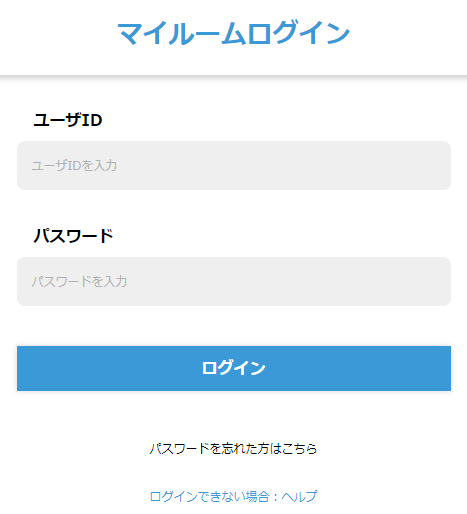 マイルームログイン
ユーザID
ユーザIDを入力
パスワード
パスワードを入力
ログイン
パスワードを忘れた方はこちら
ログインできない場合：ヘルプ